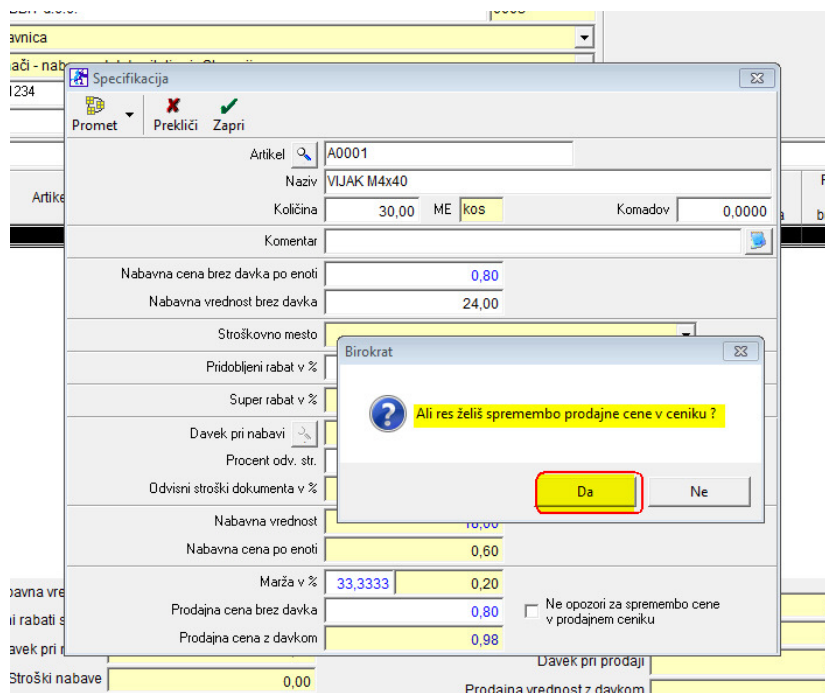 avnica
1234
Specifikacija
Promet Prekliči Zapri
Artikel A0001
Naziv VIJAK M4x40
Količina 30,00 ME kos Komadov 0,0000
Komentar
Nabavna cena brez davka po enoti 0,80
Nabavna vrednost brez davka 24,00
Stroškovno mesto
Pridobljeni rabat v %
Super rabat v %
Davek pri nabavi
Procent odv. str.
Odvisni stroški dokumenta v %
Birokrat
Ali res želiš spremembo prodajne cene v ceniku ?
Da Ne
Nabavna vrednost
Nabavna cena po enoti 0,60
Marža v % 33,3333 0,20
Prodajna cena brez davka 0,80
Ne opozori za spremembo cene
v prodajnem ceniku
Prodajna cena z davkom 0,98
Davek pri prodaji
Stroški nabave 0,00
Prodajna vrednost z davkom